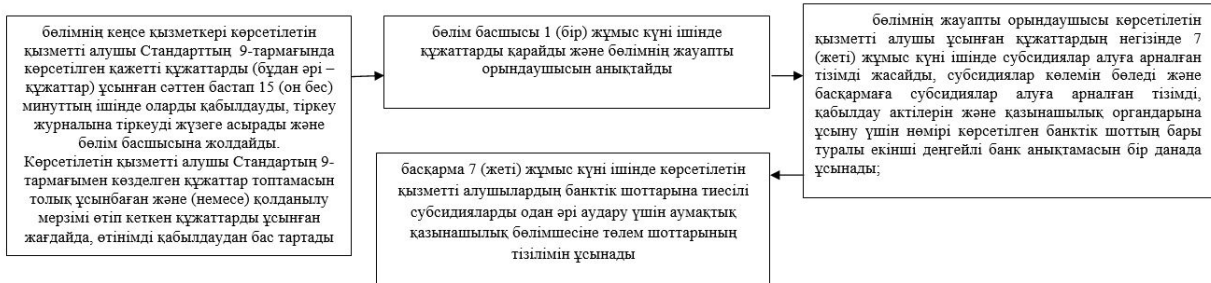 бөлімнің кеңсе қызметкері көрсетілетін
қызметті алушы Стандарттың 9-тармағында
көрсетілген қажетті құжаттарды (бұдан әрі –
құжаттар) ұсынған сәттен бастап 15 (он бес)
минуттың ішінде оларды қабылдауды, тіркеу
журналына тіркеуді жүзеге асырады және
бөлім басшысына жолдайды.
Көрсетілетін қызметті алушы Стандартың 9-
тармағымен көзделген құжаттар топтамасын
толық ұсынбаған және (немесе) қолданылу
мерзімі өтіп кеткен құжаттарды ұсынған
жағдайда, өтінімді қабылдаудан бас тартады
бөлім басшысы 1 (бір) жұмыс күні ішінде
құжаттарды қарайды және бөлімнің жауапты
орындаушысын анықтайды
бөлімнің жауапты орындаушысы көрсетілетін
қызметті алушы ұсынған құжаттардың негізінде 7
(жеті) жұмыс күні ішінде субсидиялар алуға арналған
тізімді жасайды, субсидиялар көлемін бөледі және
басқармаға субсидиялар алуға арналған тізімді,
қабылдау актілерін және қазынашылық органдарына
ұсыну үшін нөмірі көрсетілген банктік шоттың бары
туралы екінші деңгейлі банк анықтамасын бір данада
ұсынады;
басқарма 7 (жеті) жұмыс күні ішінде көрсетілетін
қызметті алушылардың банктік шоттарына тиесілі
субсидияларды одан әрі аудару үшін аумақтық
қазынашылық бөлімшесіне төлем шоттарының
тізілімін ұсынады